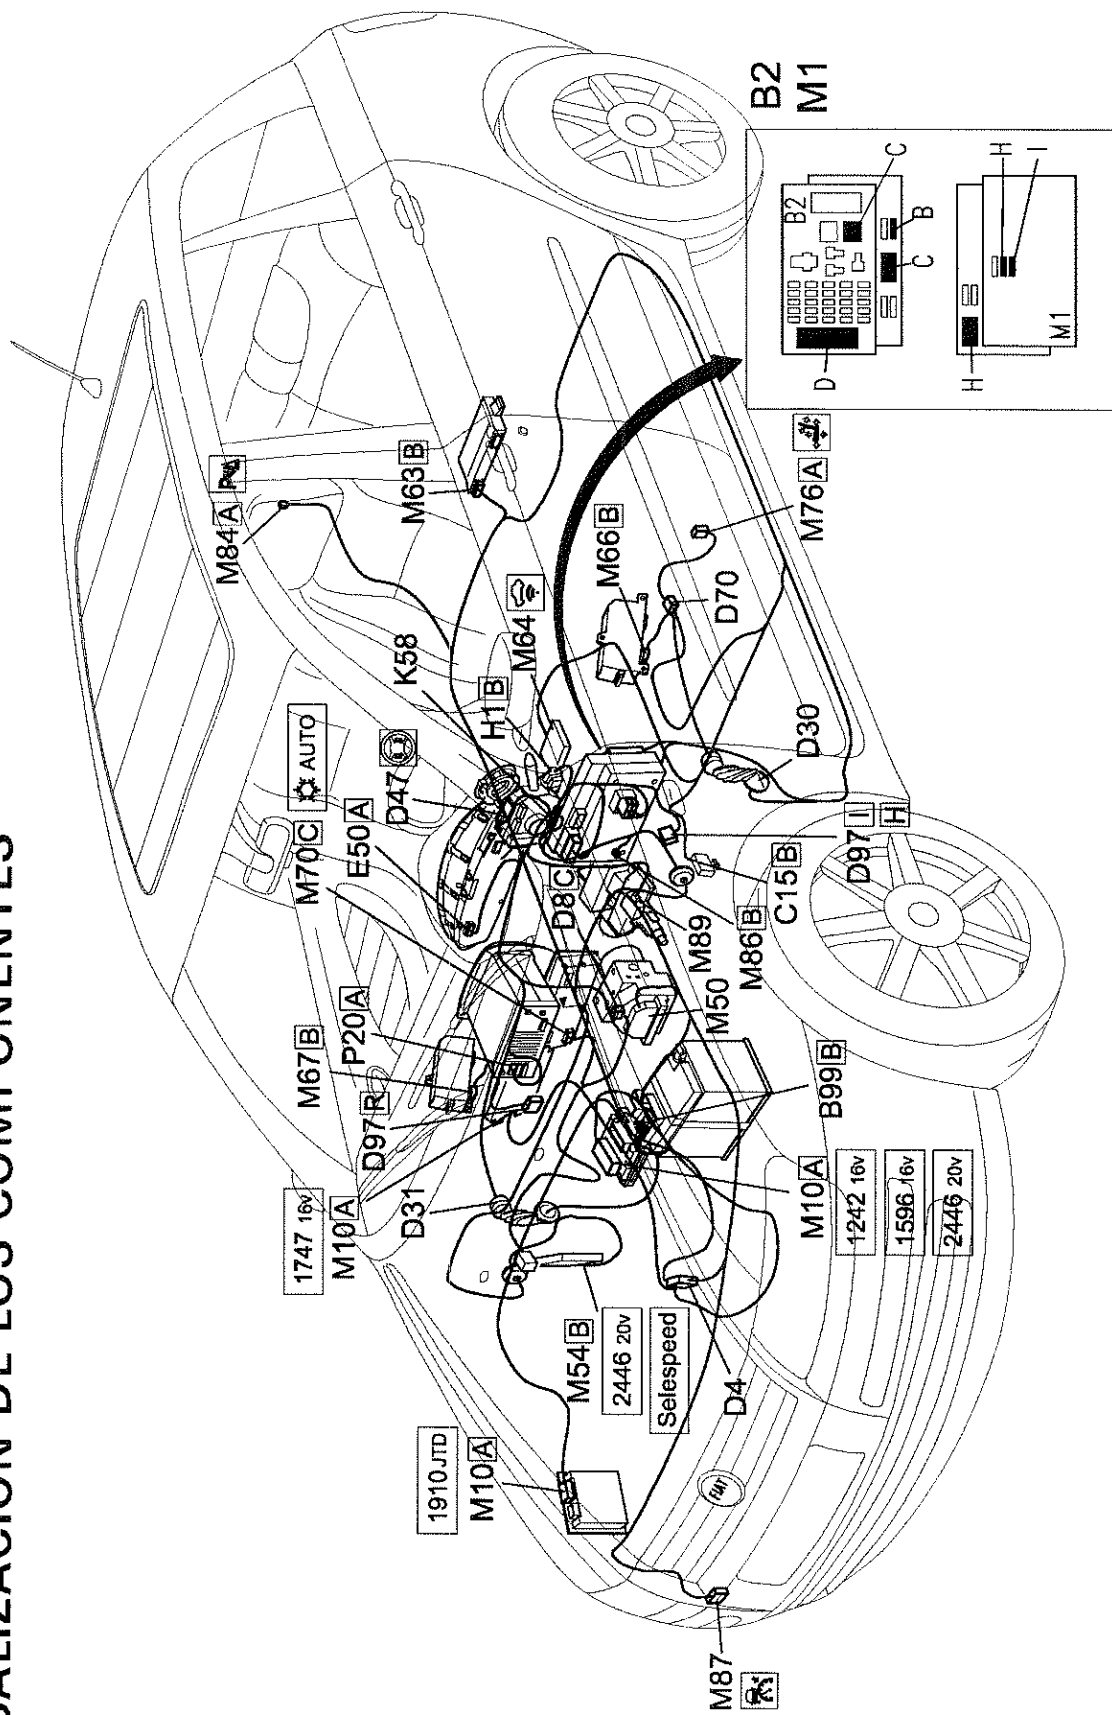 CALIZACION DE LOS COMPONENTES
1747 16v
M10 A
D97 R
M67 B
P20 A
M70 C
E50 A
AUTO
D47
K58
M84 A
D31
H1 B
M64
M63 B
1910 JTD
M10 A
M54 B
2446 20v
Selespeed
D8 C
M66 B
M89
M86 B
M50
C15 B
D97 I
H
D30
D70
M76 A
B99 B
M10 A
1242 16v
1596 16v
2446 20v
D4
FIAT
M87
B2
M1
B2
D
C
C
B
H
H
I
M1